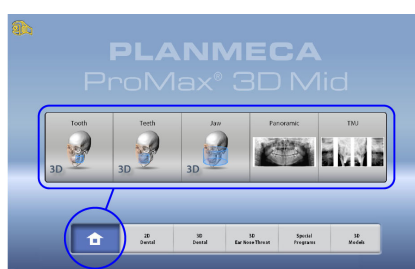 PLANMECA
ProMax® 3D Mid
Tooth
Teeth
Jaw
Panoramic
TMJ
3D
3D
3D
2D
Dental
3D
Dental
3D
Ear Nose Throat
Special
Programs
3D
Models